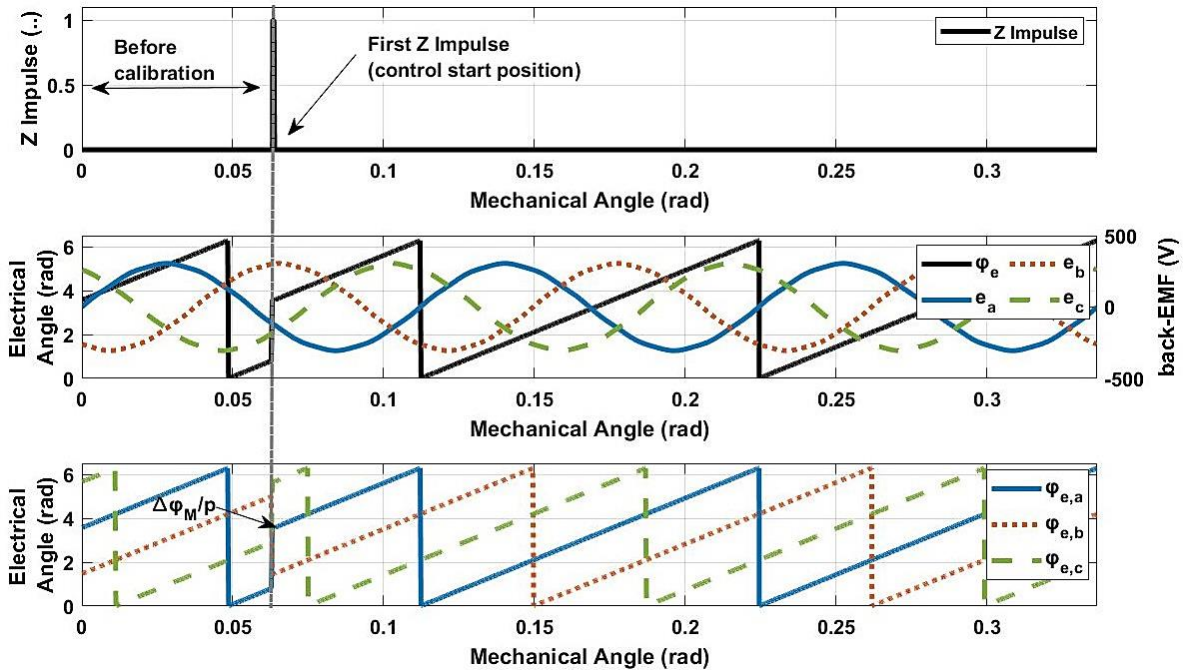 Z Impulse (..)
1
0.5
0
Before
calibration
First Z Impulse
(control start position)
Z Impulse
0 0.05 0.1 0.15 0.2 0.25 0.3
Mechanical Angle (rad)
Electrical
Angle (rad)
6
4
2
0
φe eb
ea ec
500
0
-500
back-EMF (V)
0 0.05 0.1 0.15 0.2 0.25 0.3
Mechanical Angle (rad)
Electrical
Angle (rad)
6
4
2
0
ΔφM/p
φe,a
φe,b
φe,c
0 0.05 0.1 0.15 0.2 0.25 0.3
Mechanical Angle (rad)